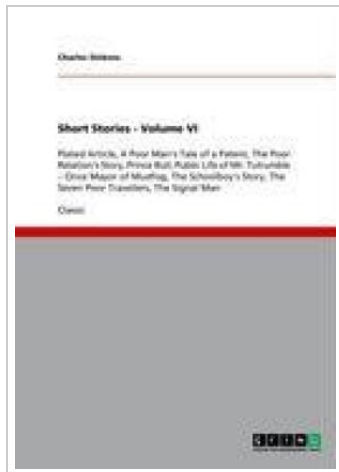 Charles Dickens
Short Stories - Volume VI
Plated Article, A Poor Man's Tale of a Patent, The Poor
Relation's Story, Prince Bull, Public Life of Mr. Tulrumble
- Once Mayor of Mudfog, The Schoolboy's Story, The
Seven Poor Travellers, The Signal Man
Classic
GRIN